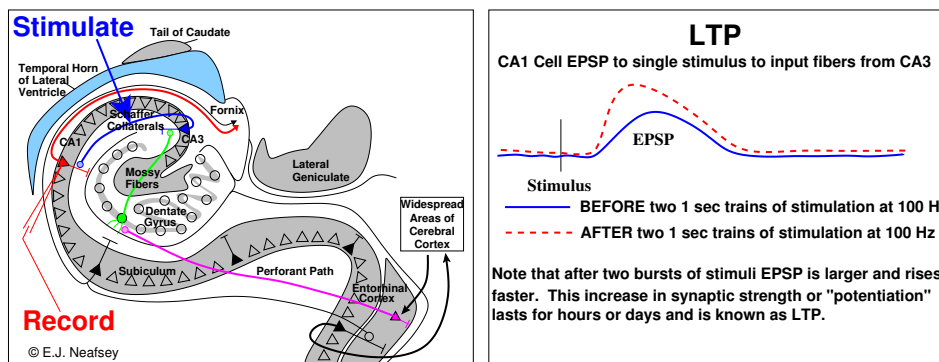 Stimulate
Tail of Caudate
Temporal Horn
of Lateral
Ventricle
Fornix
Schaffer
Collaterals
CA1
CA3
Mossy
Fibers
Lateral
Geniculate
Dentate
Gyrus
Widespread
Areas of
Cerebral
Cortex
Subiculum
Perforant Path
Entorhinal
Cortex
Record
© E.J. Neafsey
LTP
CA1 Cell EPSP to single stimulus to input fibers from CA3
EPSP
Stimulus
BEFORE two 1 sec trains of stimulation at 100 H
AFTER two 1 sec trains of stimulation at 100 Hz
Note that after two bursts of stimuli EPSP is larger and rises
faster. This increase in synaptic strength or "potentiation"
lasts for hours or days and is known as LTP.